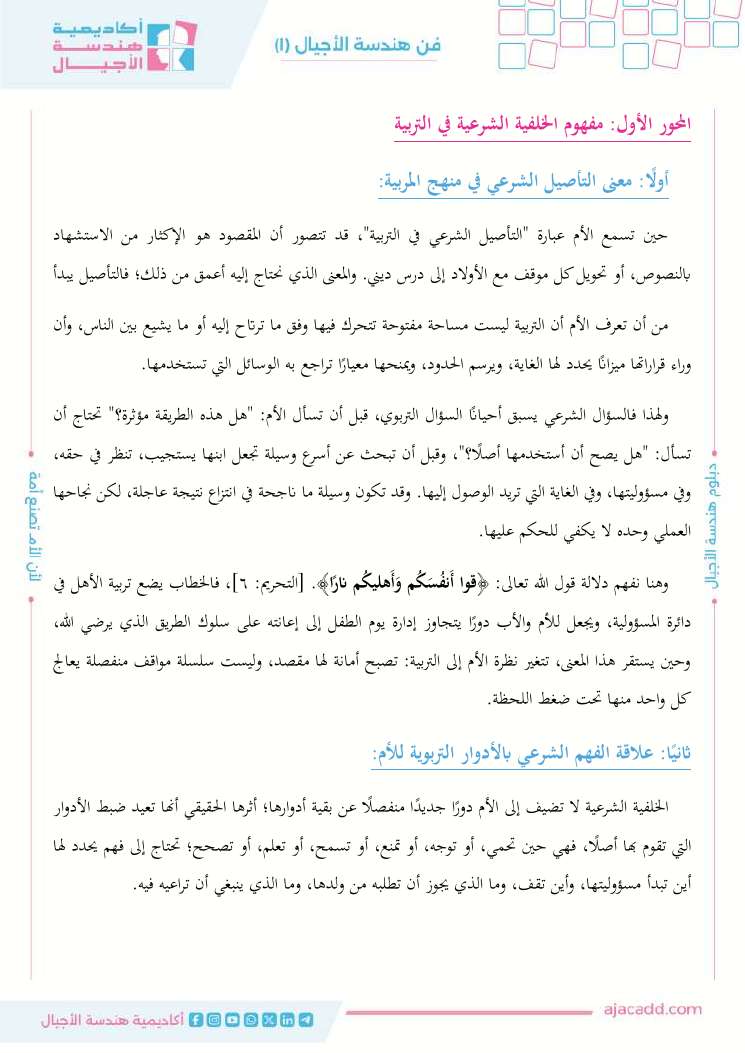 أكاديمية
هندسة
الأجيال
فن هندسة الأجيال (١)
المحور الأول: مفهوم الخلفية الشرعية في التربية
أولًا: معنى التأصيل الشرعي في منهج المربية:
حين تسمع الأم عبارة "التأصيل الشرعي في التربية"، قد تتصور أن المقصود هو الإكثار من الاستشهاد
بالنصوص، أو تحويل كل موقف مع الأولاد إلى درس ديني. والمعنى الذي نحتاج إليه أعمق من ذلك؛ فالتأصيل يبدأ
من أن تعرف الأم أن التربية ليست مساحة مفتوحة تتحرك فيها وفق ما ترتاح إليه أو ما يشيع بين الناس، وأن
وراء قراراتها ميزانًا يحدد لها الغاية، ويرسم الحدود، ويمنحها معيارًا تراجع به الوسائل التي تستخدمها.
ولهذا فالسؤال الشرعي يسبق أحيانًا السؤال التربوي، قبل أن تسأل الأم: "هل هذه الطريقة مؤثرة؟" تحتاج أن
تسأل: "هل يصح أن أستخدمها أصلًا؟"، وقبل أن تبحث عن أسرع وسيلة تجعل ابنها يستجيب، تنظر في حقه،
وفي مسؤوليتها، وفي الغاية التي تريد الوصول إليها. وقد تكون وسيلة ما ناجحة في انتزاع نتيجة عاجلة، لكن نجاحها
العملي وحده لا يكفي للحكم عليها.
وهنا نفهم دلالة قول الله تعالى: ﴿قوا أَنفُسَكُم وَأَهليكُم نارًا﴾. [التحريم: ٦]، فالخطاب يضع تربية الأهل في
دائرة المسؤولية، ويجعل للأم والأب دورًا يتجاوز إدارة يوم الطفل إلى إعانته على سلوك الطريق الذي يرضي الله،
وحين يستقر هذا المعنى، تتغير نظرة الأم إلى التربية: تصبح أمانة لها مقصد، وليست سلسلة مواقف منفصلة يعالج
كل واحد منها تحت ضغط اللحظة.
ثانيًا: علاقة الفهم الشرعي بالأدوار التربوية للأم:
الخلفية الشرعية لا تضيف إلى الأم دورًا جديدًا منفصلًا عن بقية أدوارها؛ أثرها الحقيقي أنها تعيد ضبط الأدوار
التي تقوم بها أصلًا، فهي حين تحمي، أو توجه، أو تمنع، أو تسمح، أو تعلم، أو تصحح؛ تحتاج إلى فهم يحدد لها
أين تبدأ مسؤوليتها، وأين تقف، وما الذي يجوز أن تطلبه من ولدها، وما الذي ينبغي أن تراعيه فيه.
دبلوم هندسة الأجيال
لأن الأم تصنع أمة
أكاديمية هندسة الأجيال
ajacadd.com